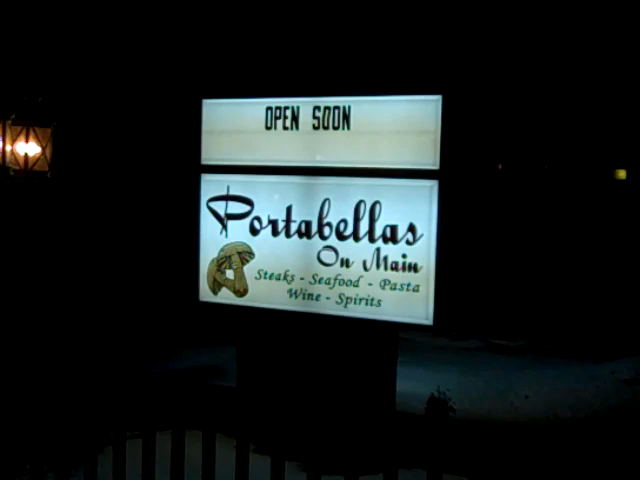 OPEN SOON
Portabellas
On Main
Steaks - Seafood - Pasta
Wine - Spirits